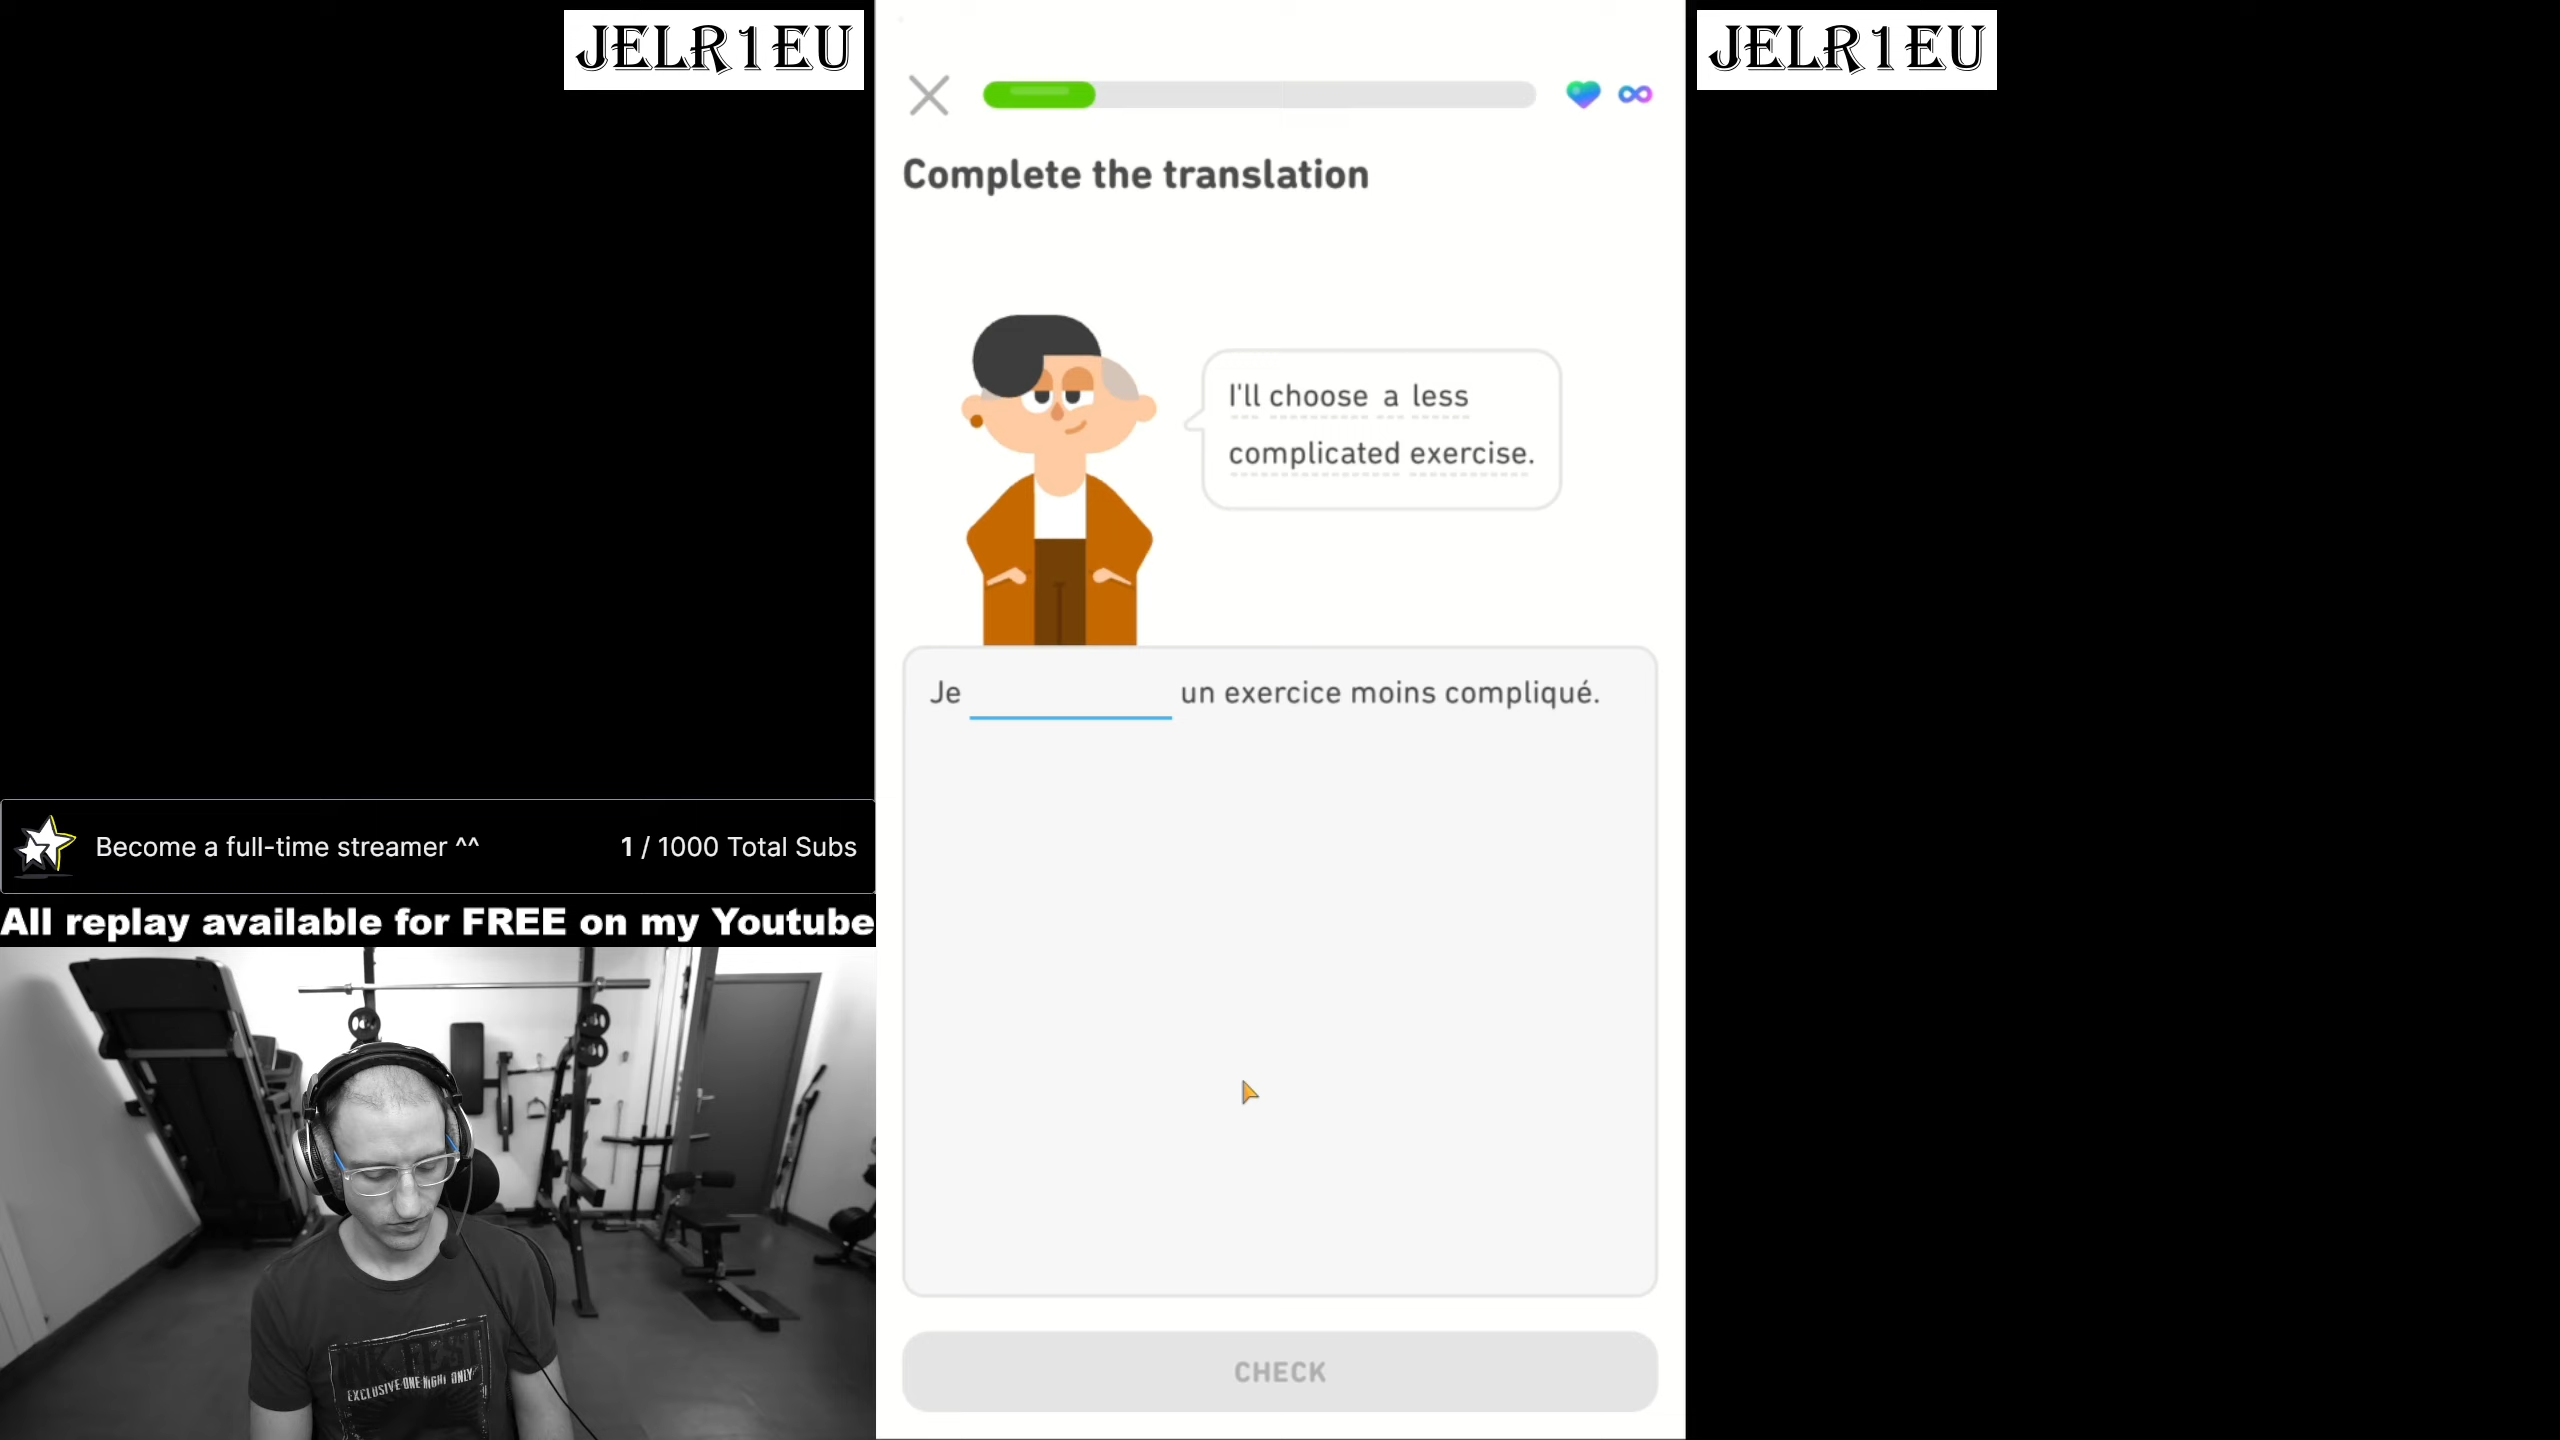 JELR1EU
JELR1EU
Complete the translation
I'll choose a less
complicated exercise.
Je un exercice moins compliqué.
CHECK
Become a full-time streamer ^^ 1 / 1000 Total Subs
All replay available for FREE on my Youtube
EXCLUSIVE ONE NIGHT ONLY